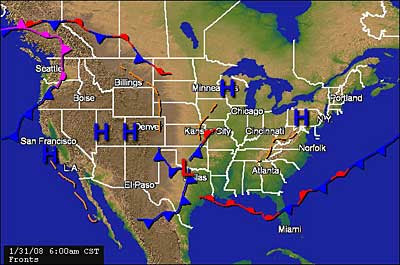 Seattle
Billings
Portland
Minnea
H
Boise
Chicago
H
N.Y.
H H
Denve
Kans City
Cincinnati
San Francisco
H
Norfolk
L.A.
L
llas
Atlanta
El Paso
Miami
1/31/08 6:00am CST
Fronts